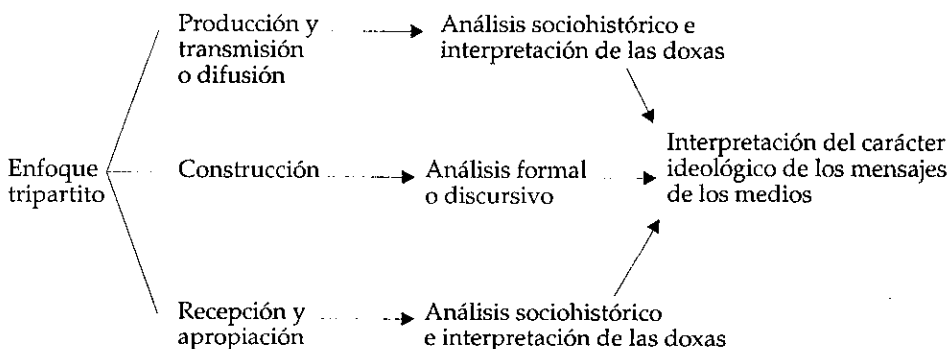 Producción y
transmisión
o difusión
Análisis sociohistórico e
interpretación de las doxas
Enfoque
tripartito
Construcción
Análisis formal
o discursivo
Interpretación del carácter
ideológico de los mensajes
de los medios
Recepción y
apropiación
Análisis sociohistórico
e interpretación de las doxas